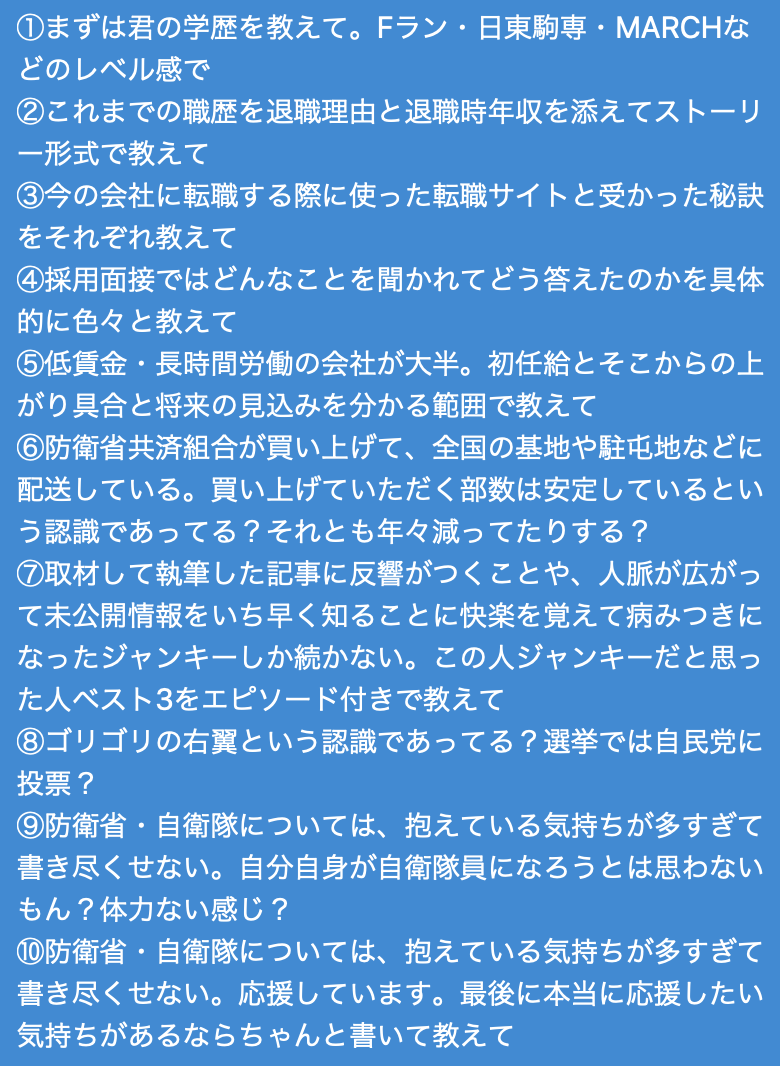 ①まずは君の学歴を教えて。Fラン・日東駒専・MARCHな
どのレベル感で
②これまでの職歴を退職理由と退職時年収を添えてストーリ
ー形式で教えて
③今の会社に転職する際に使った転職サイトと受かった秘訣
をそれぞれ教えて
④採用面接ではどんなことを聞かれてどう答えたのかを具体
的に色々と教えて
⑤低賃金・長時間労働の会社が大半。初任給とそこからの上
がり具合と将来の見込みを分かる範囲で教えて
⑥防衛省共済組合が買い上げて、全国の基地や駐屯地などに
配送している。買い上げていただく部数は安定しているとい
う認識であってる？それとも年々減ってたりする？
⑦取材して執筆した記事に反響がつくことや、人脈が広がっ
て未公開情報をいち早く知ることに快楽を覚えて病みつきに
なったジャンキーしか続かない。この人ジャンキーだと思っ
た人ベスト3をエピソード付きで教えて
⑧ゴリゴリの右翼という認識であってる？選挙では自民党に
投票？
⑨防衛省・自衛隊については、抱えている気持ちが多すぎて
書き尽くせない。自分自身が自衛隊員になろうとは思わない
もん？体力ない感じ？
⑩防衛省・自衛隊については、抱えている気持ちが多すぎて
書き尽くせない。応援しています。最後に本当に応援したい
気持ちがあるならちゃんと書いて教えて